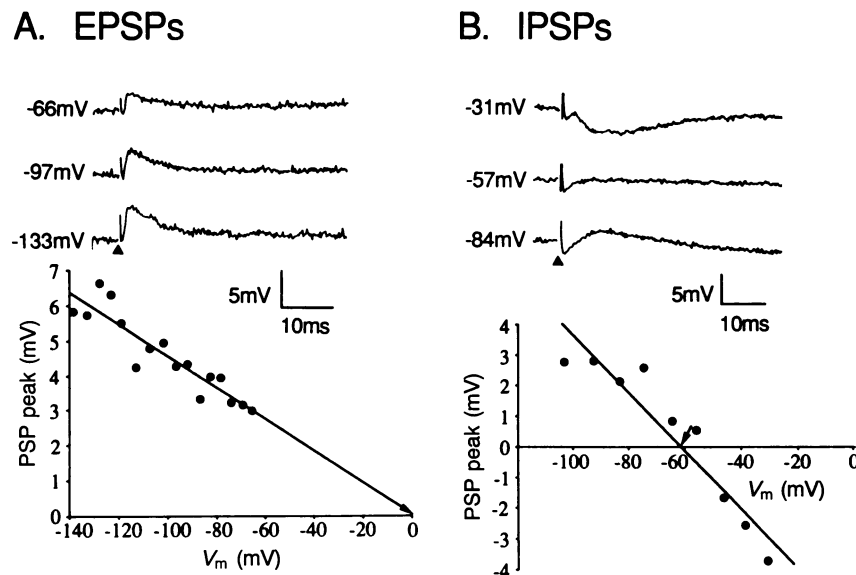 A. EPSPs
-66mV
-97mV
-133mV
5mV
10ms
PSP peak (mV)
7
6
5
4
3
2
1
0
-140 -120 -100 -80 -60 -40 -20 0
Vm (mV)
B. IPSPs
-31mV
-57mV
-84mV
5mV
10ms
PSP peak (mV)
4
3
2
1
0
-1
-2
-3
-4
-100 -80 -60 -40 -20 0
Vm (mV)